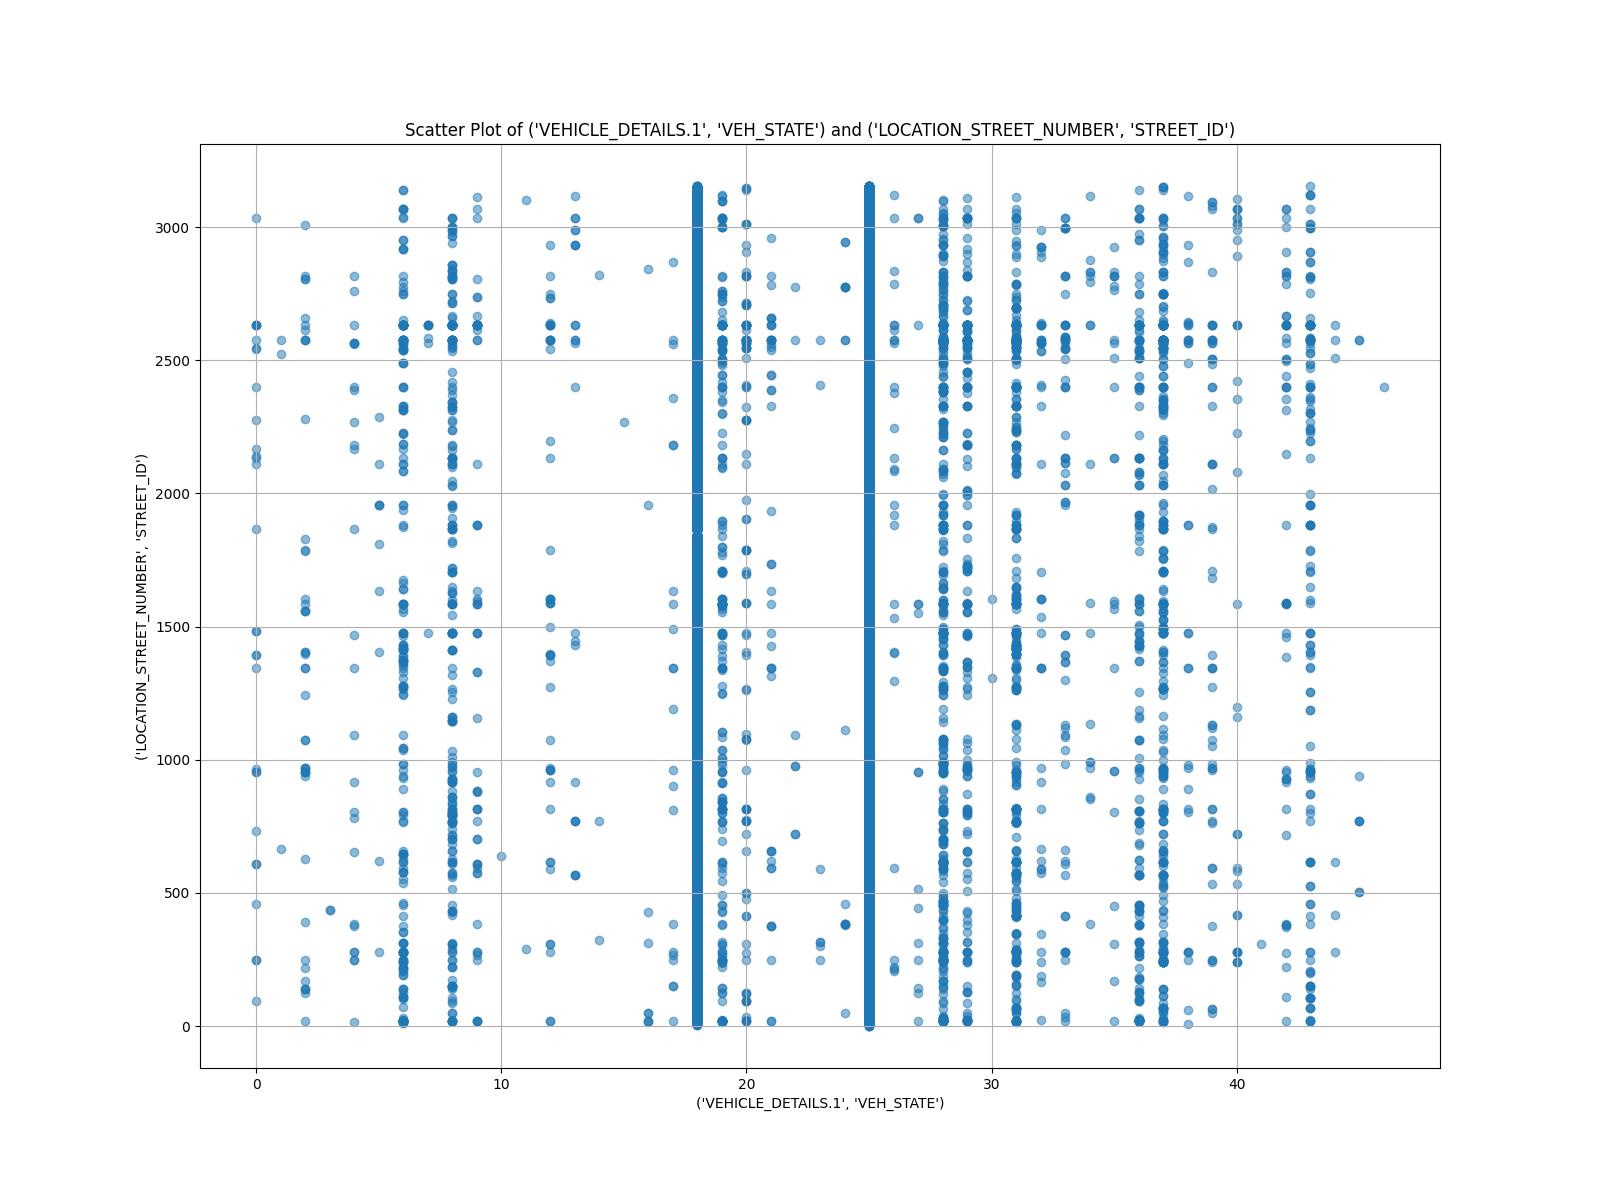 Scatter Plot of ('VEHICLE_DETAILS.1', 'VEH_STATE') and ('LOCATION_STREET_NUMBER', 'STREET_ID')
('LOCATION_STREET_NUMBER', 'STREET_ID')
3000
2500
2000
1500
1000
500
0
0 10 20 30 40
('VEHICLE_DETAILS.1', 'VEH_STATE')